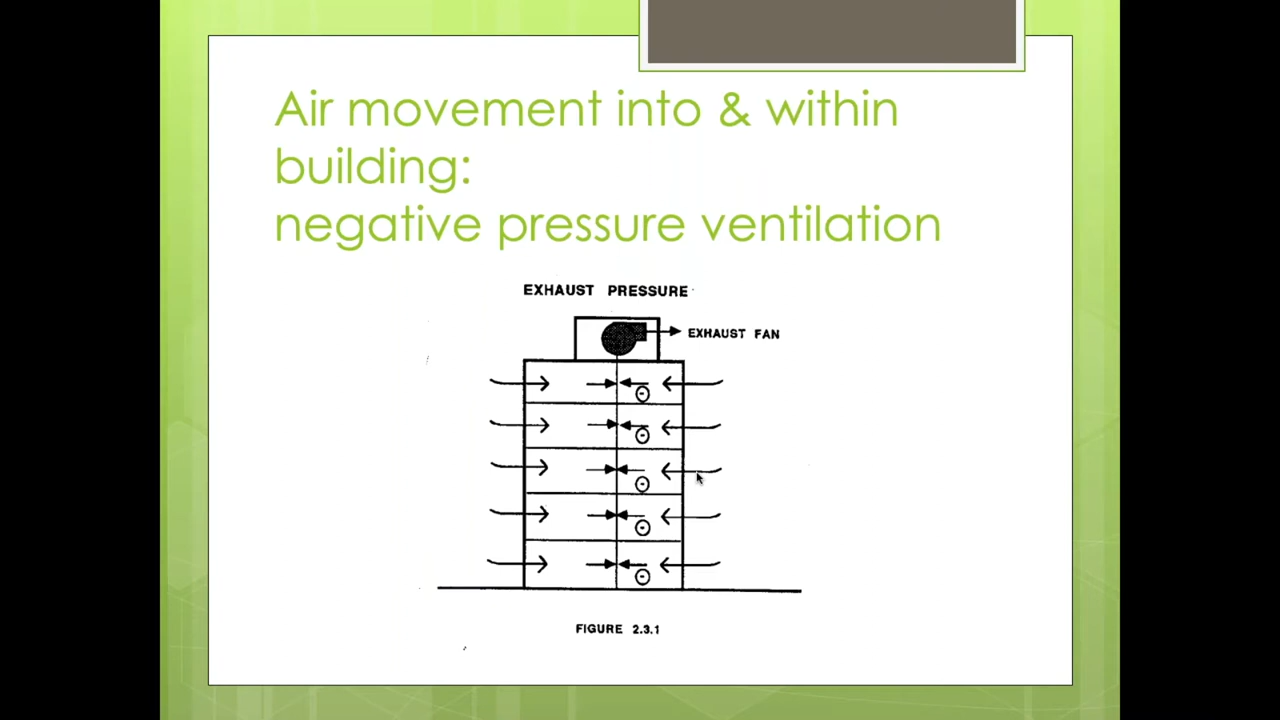 Air movement into & within
building:
negative pressure ventilation
EXHAUST PRESSURE
EXHAUST FAN
FIGURE 2.3.1